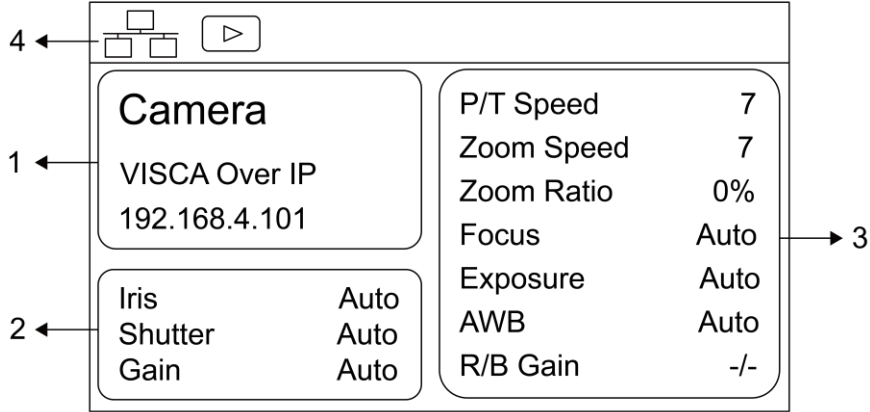 4
1
Camera
VISCA Over IP
192.168.4.101
2
Iris Auto
Shutter Auto
Gain Auto
P/T Speed 7
Zoom Speed 7
Zoom Ratio 0%
Focus Auto
Exposure Auto
AWB Auto
R/B Gain -/-
3